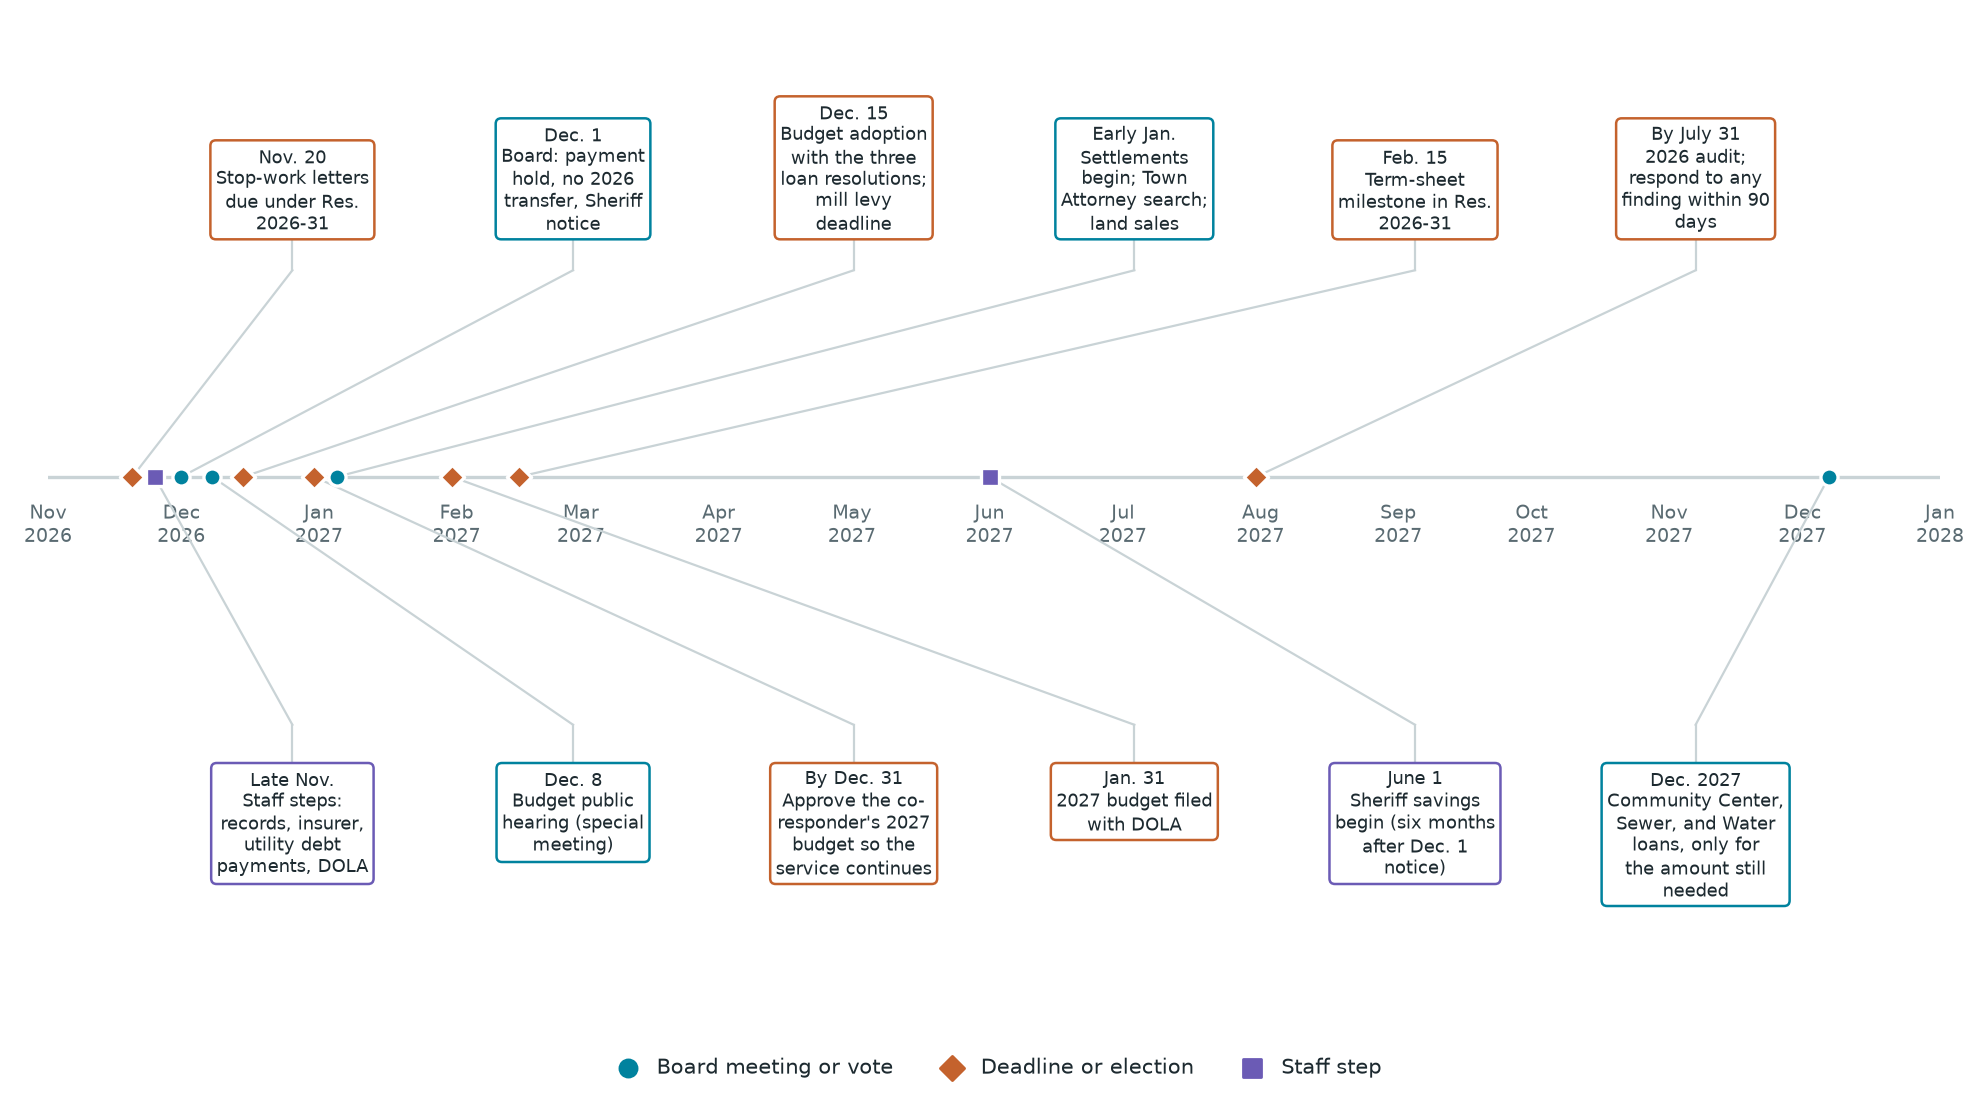 Nov. 20
Stop-work letters
due under Res.
2026-31
Dec. 1
Board: payment
hold, no 2026
transfer, Sheriff
notice
Dec. 15
Budget adoption
with the three
loan resolutions;
mill levy
deadline
Early Jan.
Settlements
begin; Town
Attorney search;
land sales
Feb. 15
Term-sheet
milestone in Res.
2026-31
By July 31
2026 audit;
respond to any
finding within 90
days
Nov
2026
Dec
2026
Jan
2027
Feb
2027
Mar
2027
Apr
2027
May
2027
Jun
2027
Jul
2027
Aug
2027
Sep
2027
Oct
2027
Nov
2027
Dec
2027
Jan
2028
Late Nov.
Staff steps:
records, insurer,
utility debt
payments, DOLA
Dec. 8
Budget public
hearing (special
meeting)
By Dec. 31
Approve the co-
responder's 2027
budget so the
service continues
Jan. 31
2027 budget filed
with DOLA
June 1
Sheriff savings
begin (six months
after Dec. 1
notice)
Dec. 2027
Community Center,
Sewer, and Water
loans, only for
the amount still
needed
Board meeting or vote
Deadline or election
Staff step